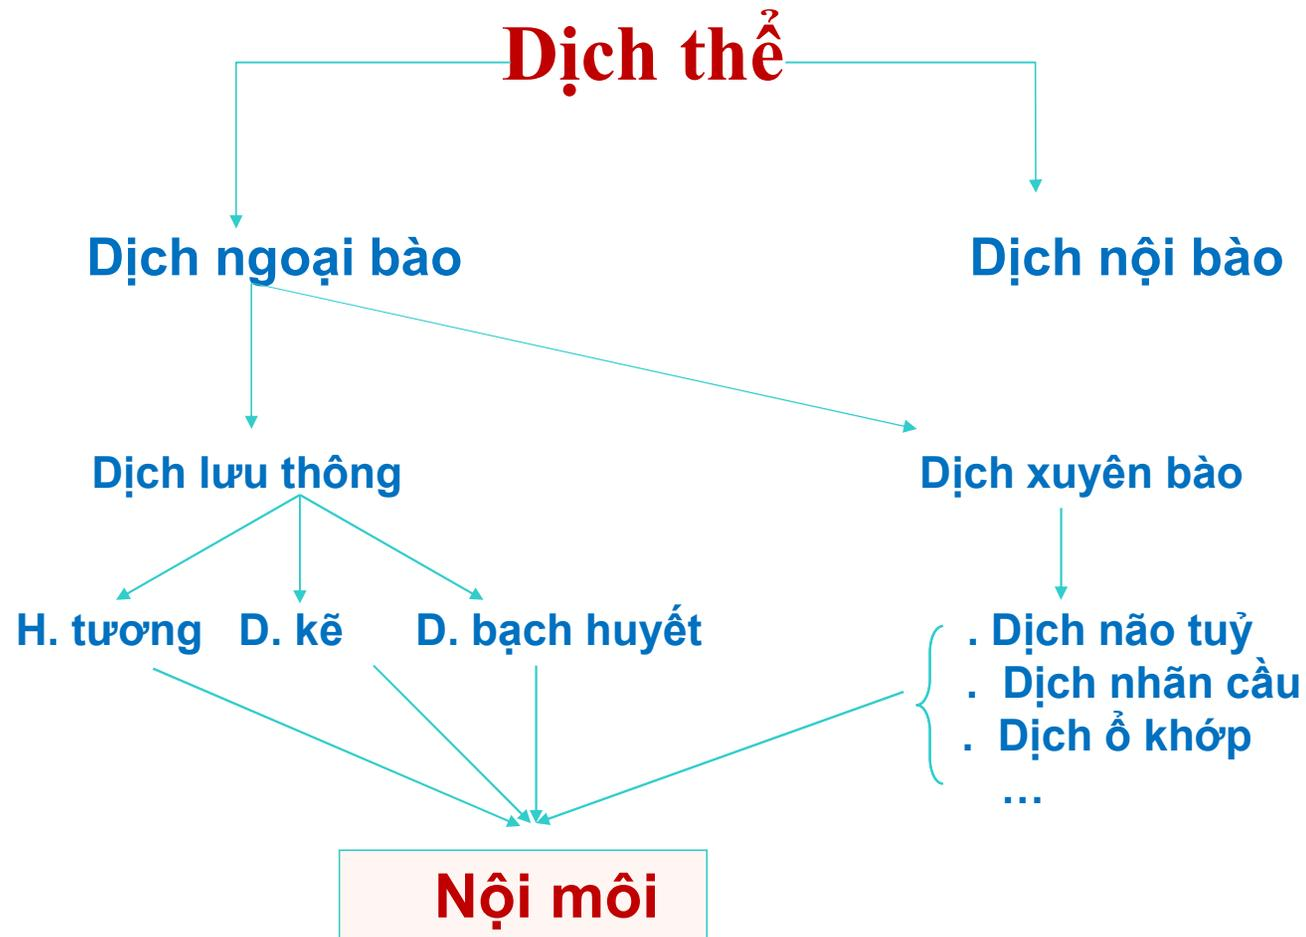 Dịch thể
Dịch ngoại bào
Dịch nội bào
Dịch lưu thông
Dịch xuyên bào
H. tương
D. kẽ
D. bạch huyết
. Dịch não tuỷ
. Dịch nhãn cầu
. Dịch ổ khớp
...
Nội môi